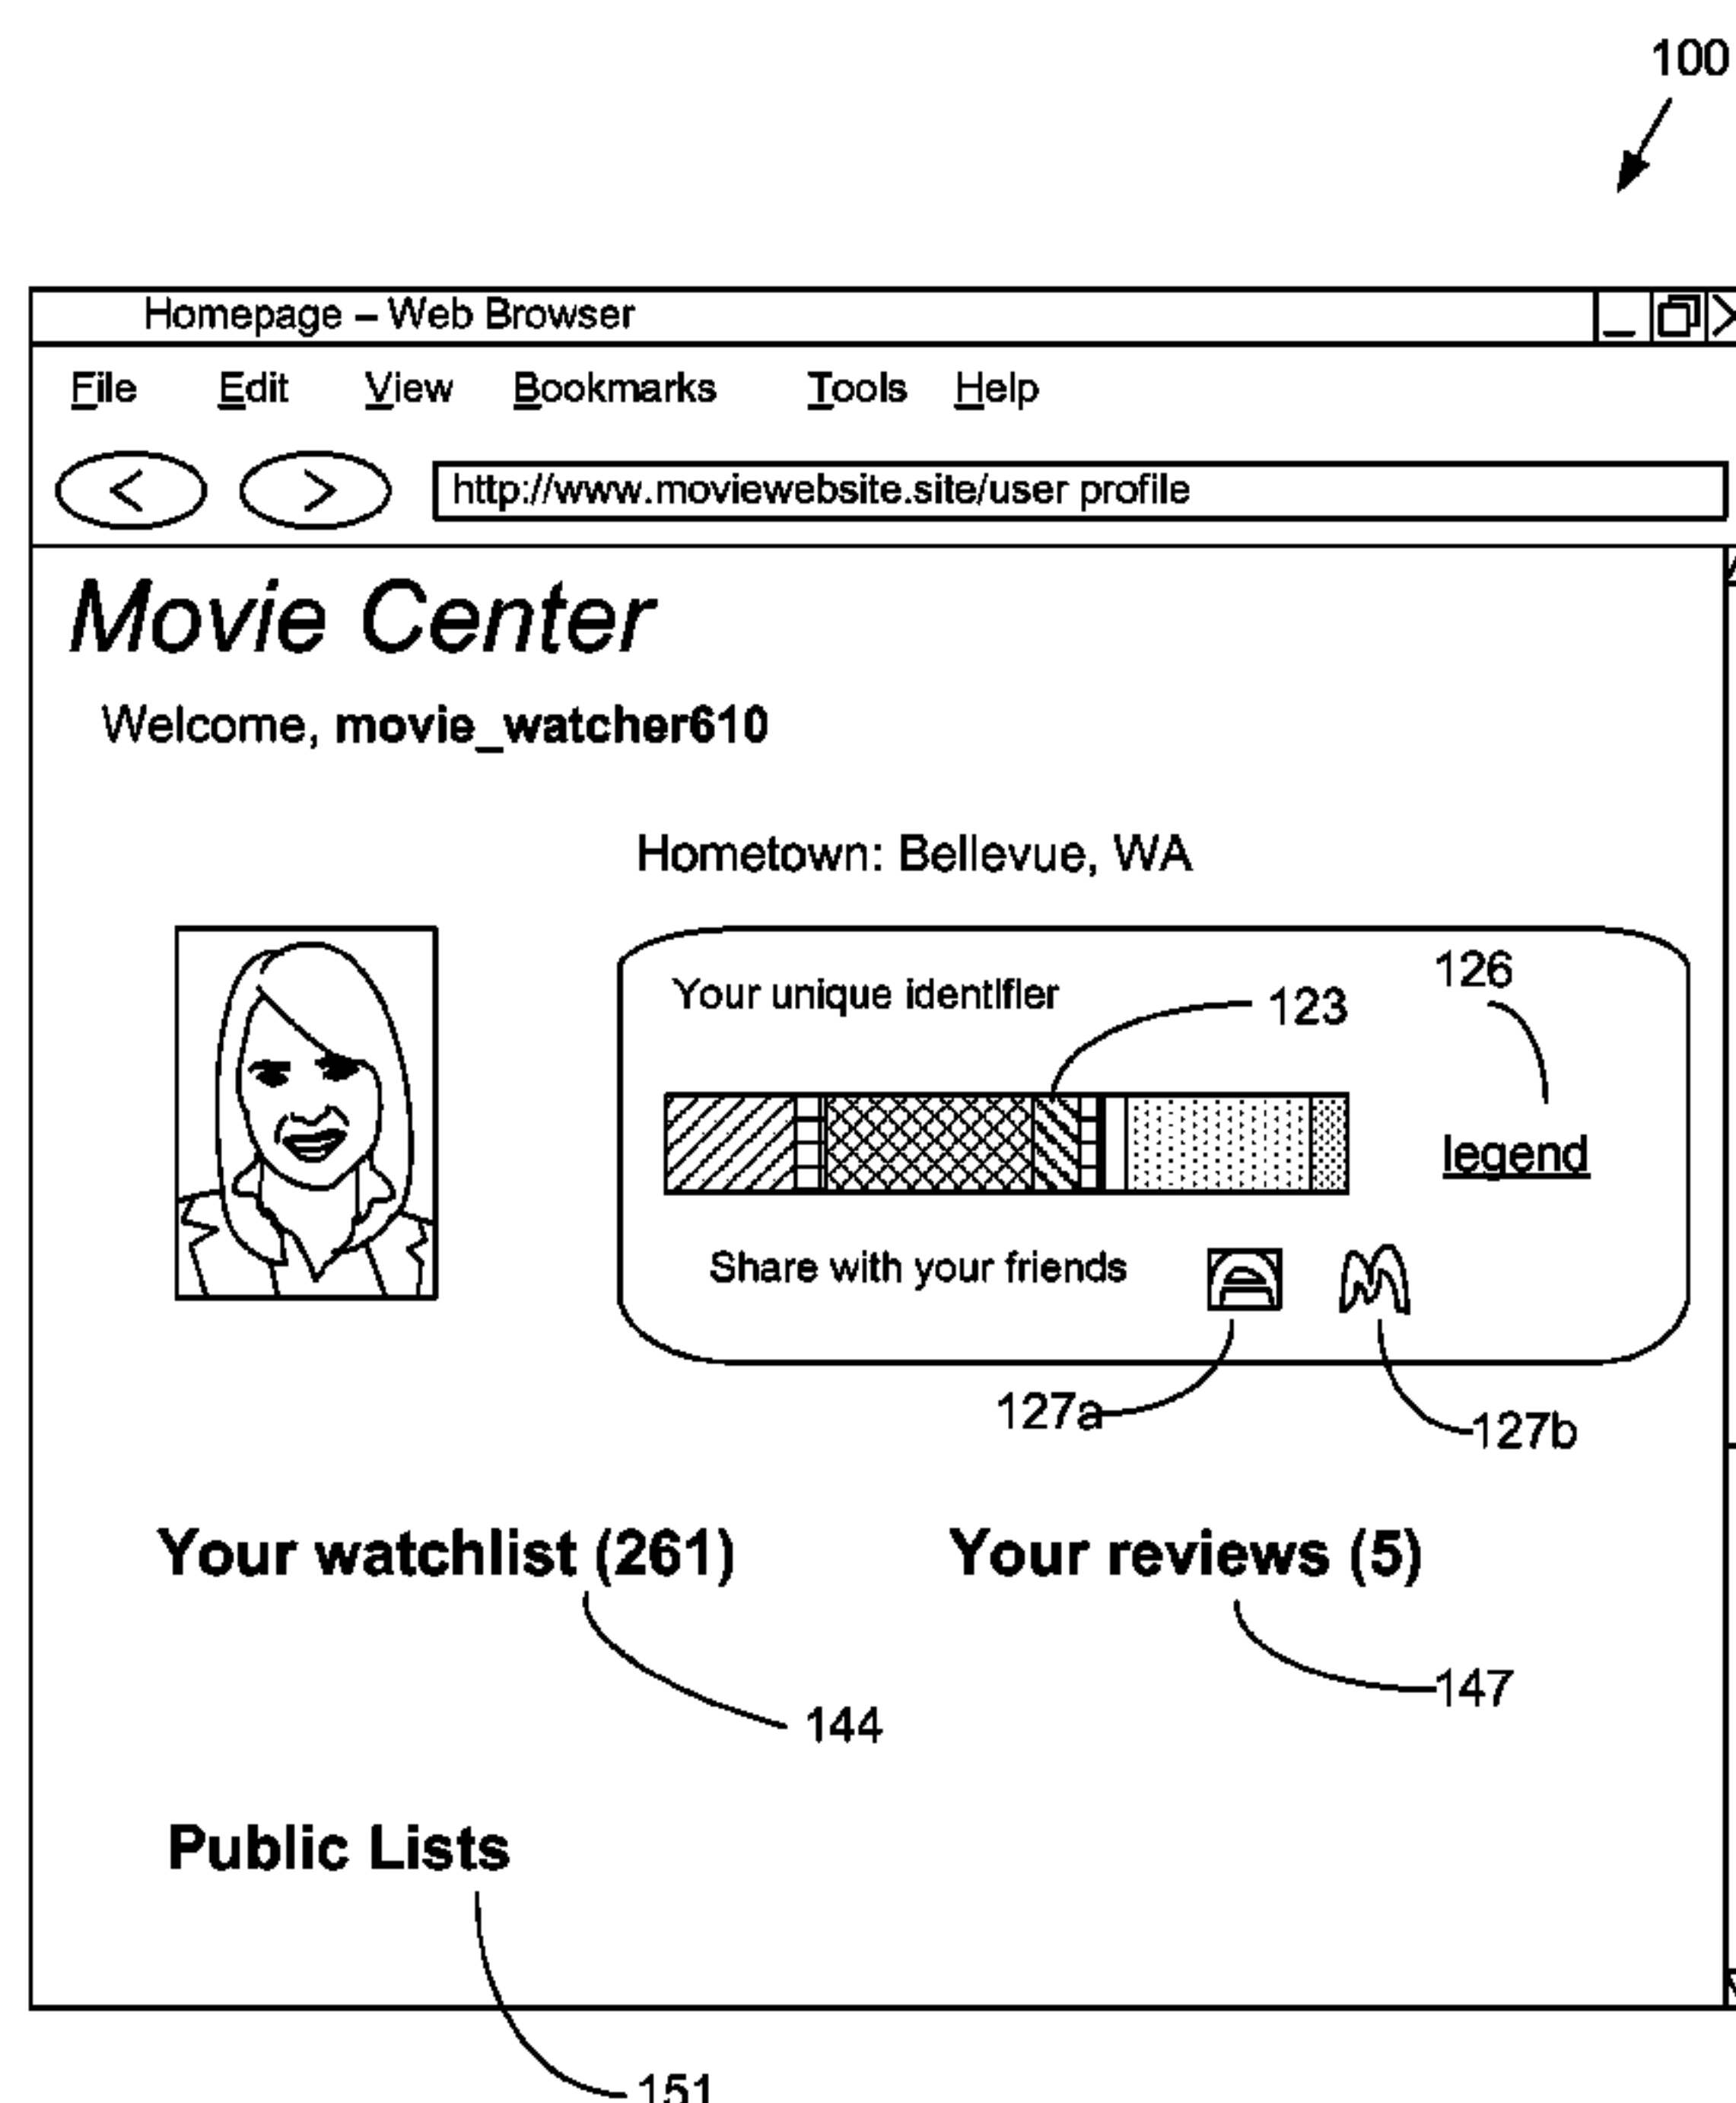 100
Homepage – Web Browser
File Edit View Bookmarks Tools Help
http://www.moviewebsite.site/user profile
Movie Center
Welcome, movie_watcher610
Hometown: Bellevue, WA
126
Your unique identifier 123
legend
Share with your friends
127a 127b
Your watchlist (261) Your reviews (5)
147
144
Public Lists
151